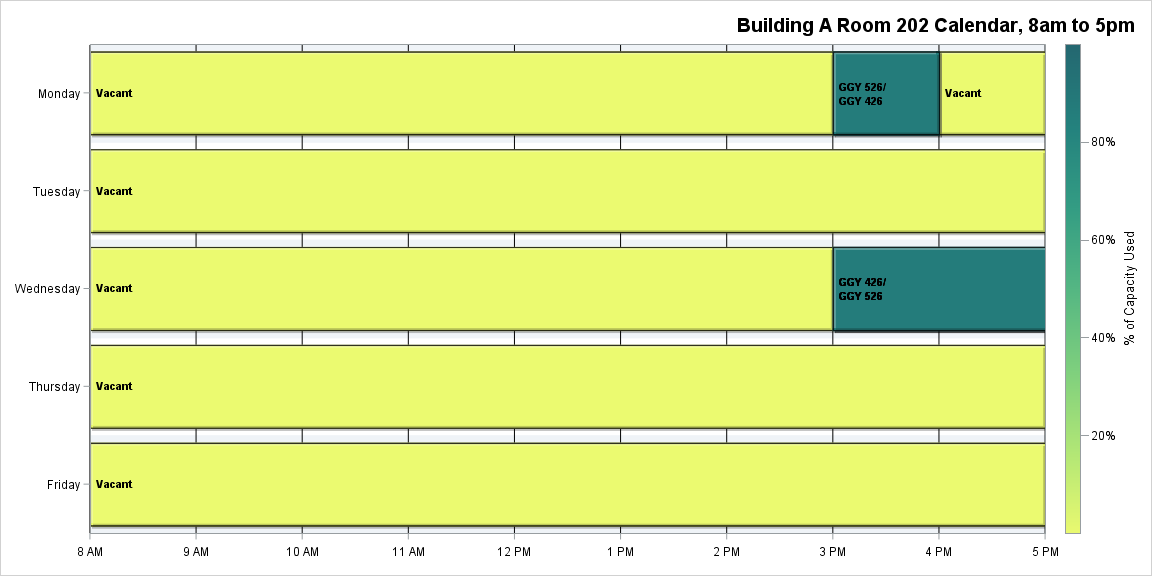 Building A Room 202 Calendar, 8am to 5pm
Monday
Vacant
GGY 526/
GGY 426
Vacant
Tuesday
Vacant
Wednesday
Vacant
GGY 426/
GGY 526
Thursday
Vacant
Friday
Vacant
8 AM
9 AM
10 AM
11 AM
12 PM
1 PM
2 PM
3 PM
4 PM
5 PM
80%
60%
40%
20%
% of Capacity Used